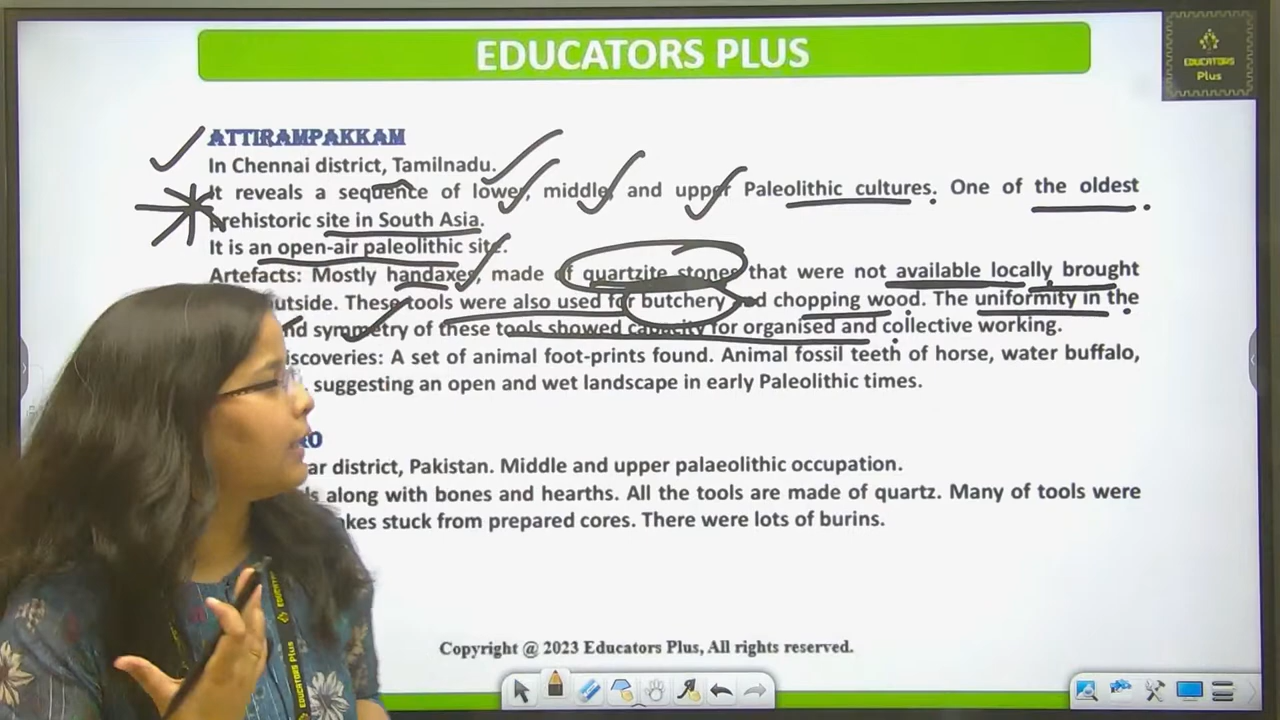 EDUCATORS PLUS
EDUCATORS
Plus
ATTIRAMPAKKAM
In Chennai district, Tamilnadu.
It reveals a sequence of lower, middle, and upper Paleolithic cultures. One of the oldest
prehistoric site in South Asia.
It is an open-air paleolithic site.
Artefacts: Mostly handaxes, made of quartzite stones that were not available locally brought
outside. These tools were also used for butchery and chopping wood. The uniformity in the
symmetry of these tools showed capacity for organised and collective working.
discoveries: A set of animal foot-prints found. Animal fossil teeth of horse, water buffalo,
suggesting an open and wet landscape in early Paleolithic times.
district, Pakistan. Middle and upper palaeolithic occupation.
along with bones and hearths. All the tools are made of quartz. Many of tools were
stuck from prepared cores. There were lots of burins.
EDUCATORS Plus
Copyright @ 2023 Educators Plus, All rights reserved.